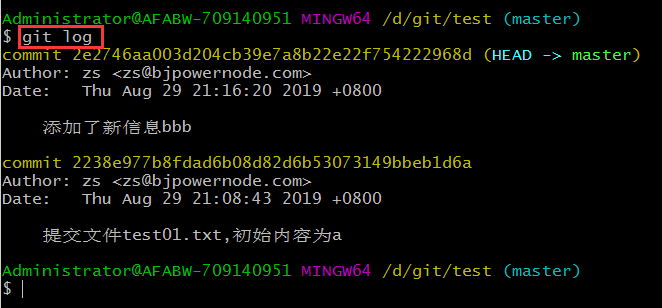 Administrator@AFABW-709140951 MINGW64 /d/git/test (master)
$ git log
commit 2e2746aa003d204cb39e7a8b22e22f754222968d (HEAD -> master)
Author: zs <zs@bjpowernode.com>
Date:   Thu Aug 29 21:16:20 2019 +0800
    添加了新信息bbb
commit 2238e977b8fdad6b08d82d6b53073149bbeb1d6a
Author: zs <zs@bjpowernode.com>
Date:   Thu Aug 29 21:08:43 2019 +0800
    提交文件test01.txt,初始内容为a
Administrator@AFABW-709140951 MINGW64 /d/git/test (master)
$